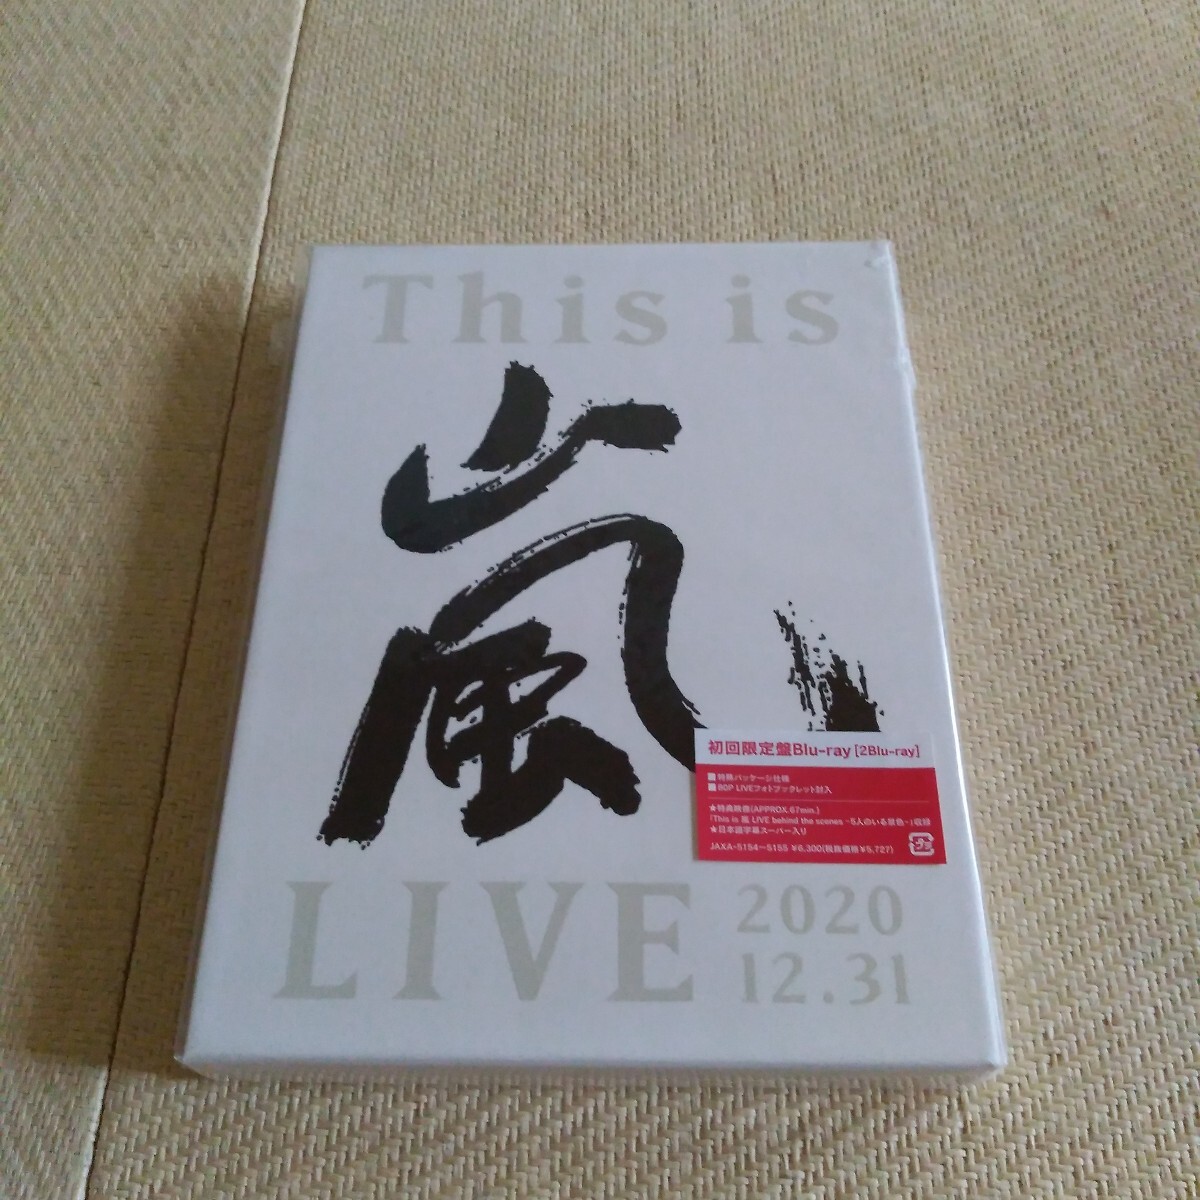 This is
嵐
LIVE 2020
12.31
初回限定盤Blu-ray [2Blu-ray]
■特殊パッケージ仕様
■80P LIVEフォトブックレット封入
★特典映像(APPROX.67min.)
「This is 嵐 LIVE behind the scenes -5人のいる景色-」収録
★日本語字幕スーパー入り
JAXA-5154~5155 ¥6,300(税抜価格¥5,727)